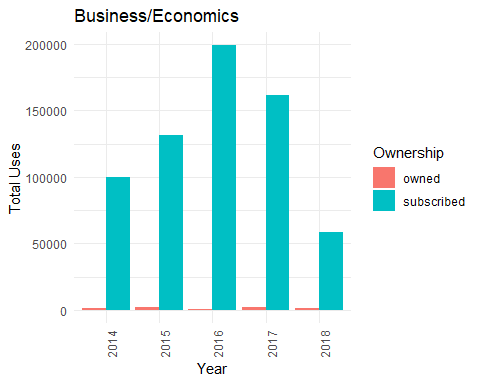 Business/Economics
Total Uses
200000
150000
100000
50000
0
2014
2015
2016
2017
2018
Year
Ownership
owned
subscribed